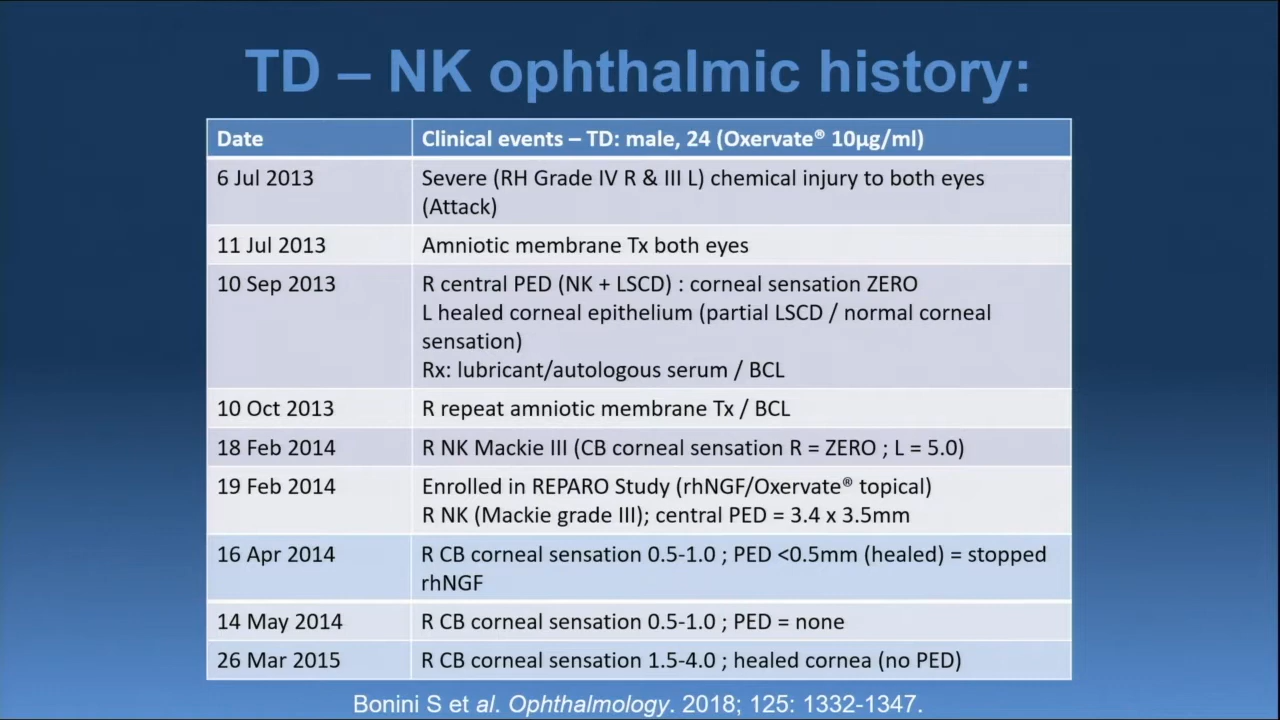 TD – NK ophthalmic history:
Date
Clinical events – TD: male, 24 (Oxervate® 10µg/ml)
6 Jul 2013
Severe (RH Grade IV R & III L) chemical injury to both eyes
(Attack)
11 Jul 2013
Amniotic membrane Tx both eyes
10 Sep 2013
R central PED (NK + LSCD) : corneal sensation ZERO
L healed corneal epithelium (partial LSCD / normal corneal
sensation)
Rx: lubricant/autologous serum / BCL
10 Oct 2013
R repeat amniotic membrane Tx / BCL
18 Feb 2014
R NK Mackie III (CB corneal sensation R = ZERO ; L = 5.0)
19 Feb 2014
Enrolled in REPARO Study (rhNGF/Oxervate® topical)
R NK (Mackie grade III); central PED = 3.4 x 3.5mm
16 Apr 2014
R CB corneal sensation 0.5-1.0 ; PED <0.5mm (healed) = stopped
rhNGF
14 May 2014
R CB corneal sensation 0.5-1.0 ; PED = none
26 Mar 2015
R CB corneal sensation 1.5-4.0 ; healed cornea (no PED)
Bonini S et al. Ophthalmology. 2018; 125: 1332-1347.